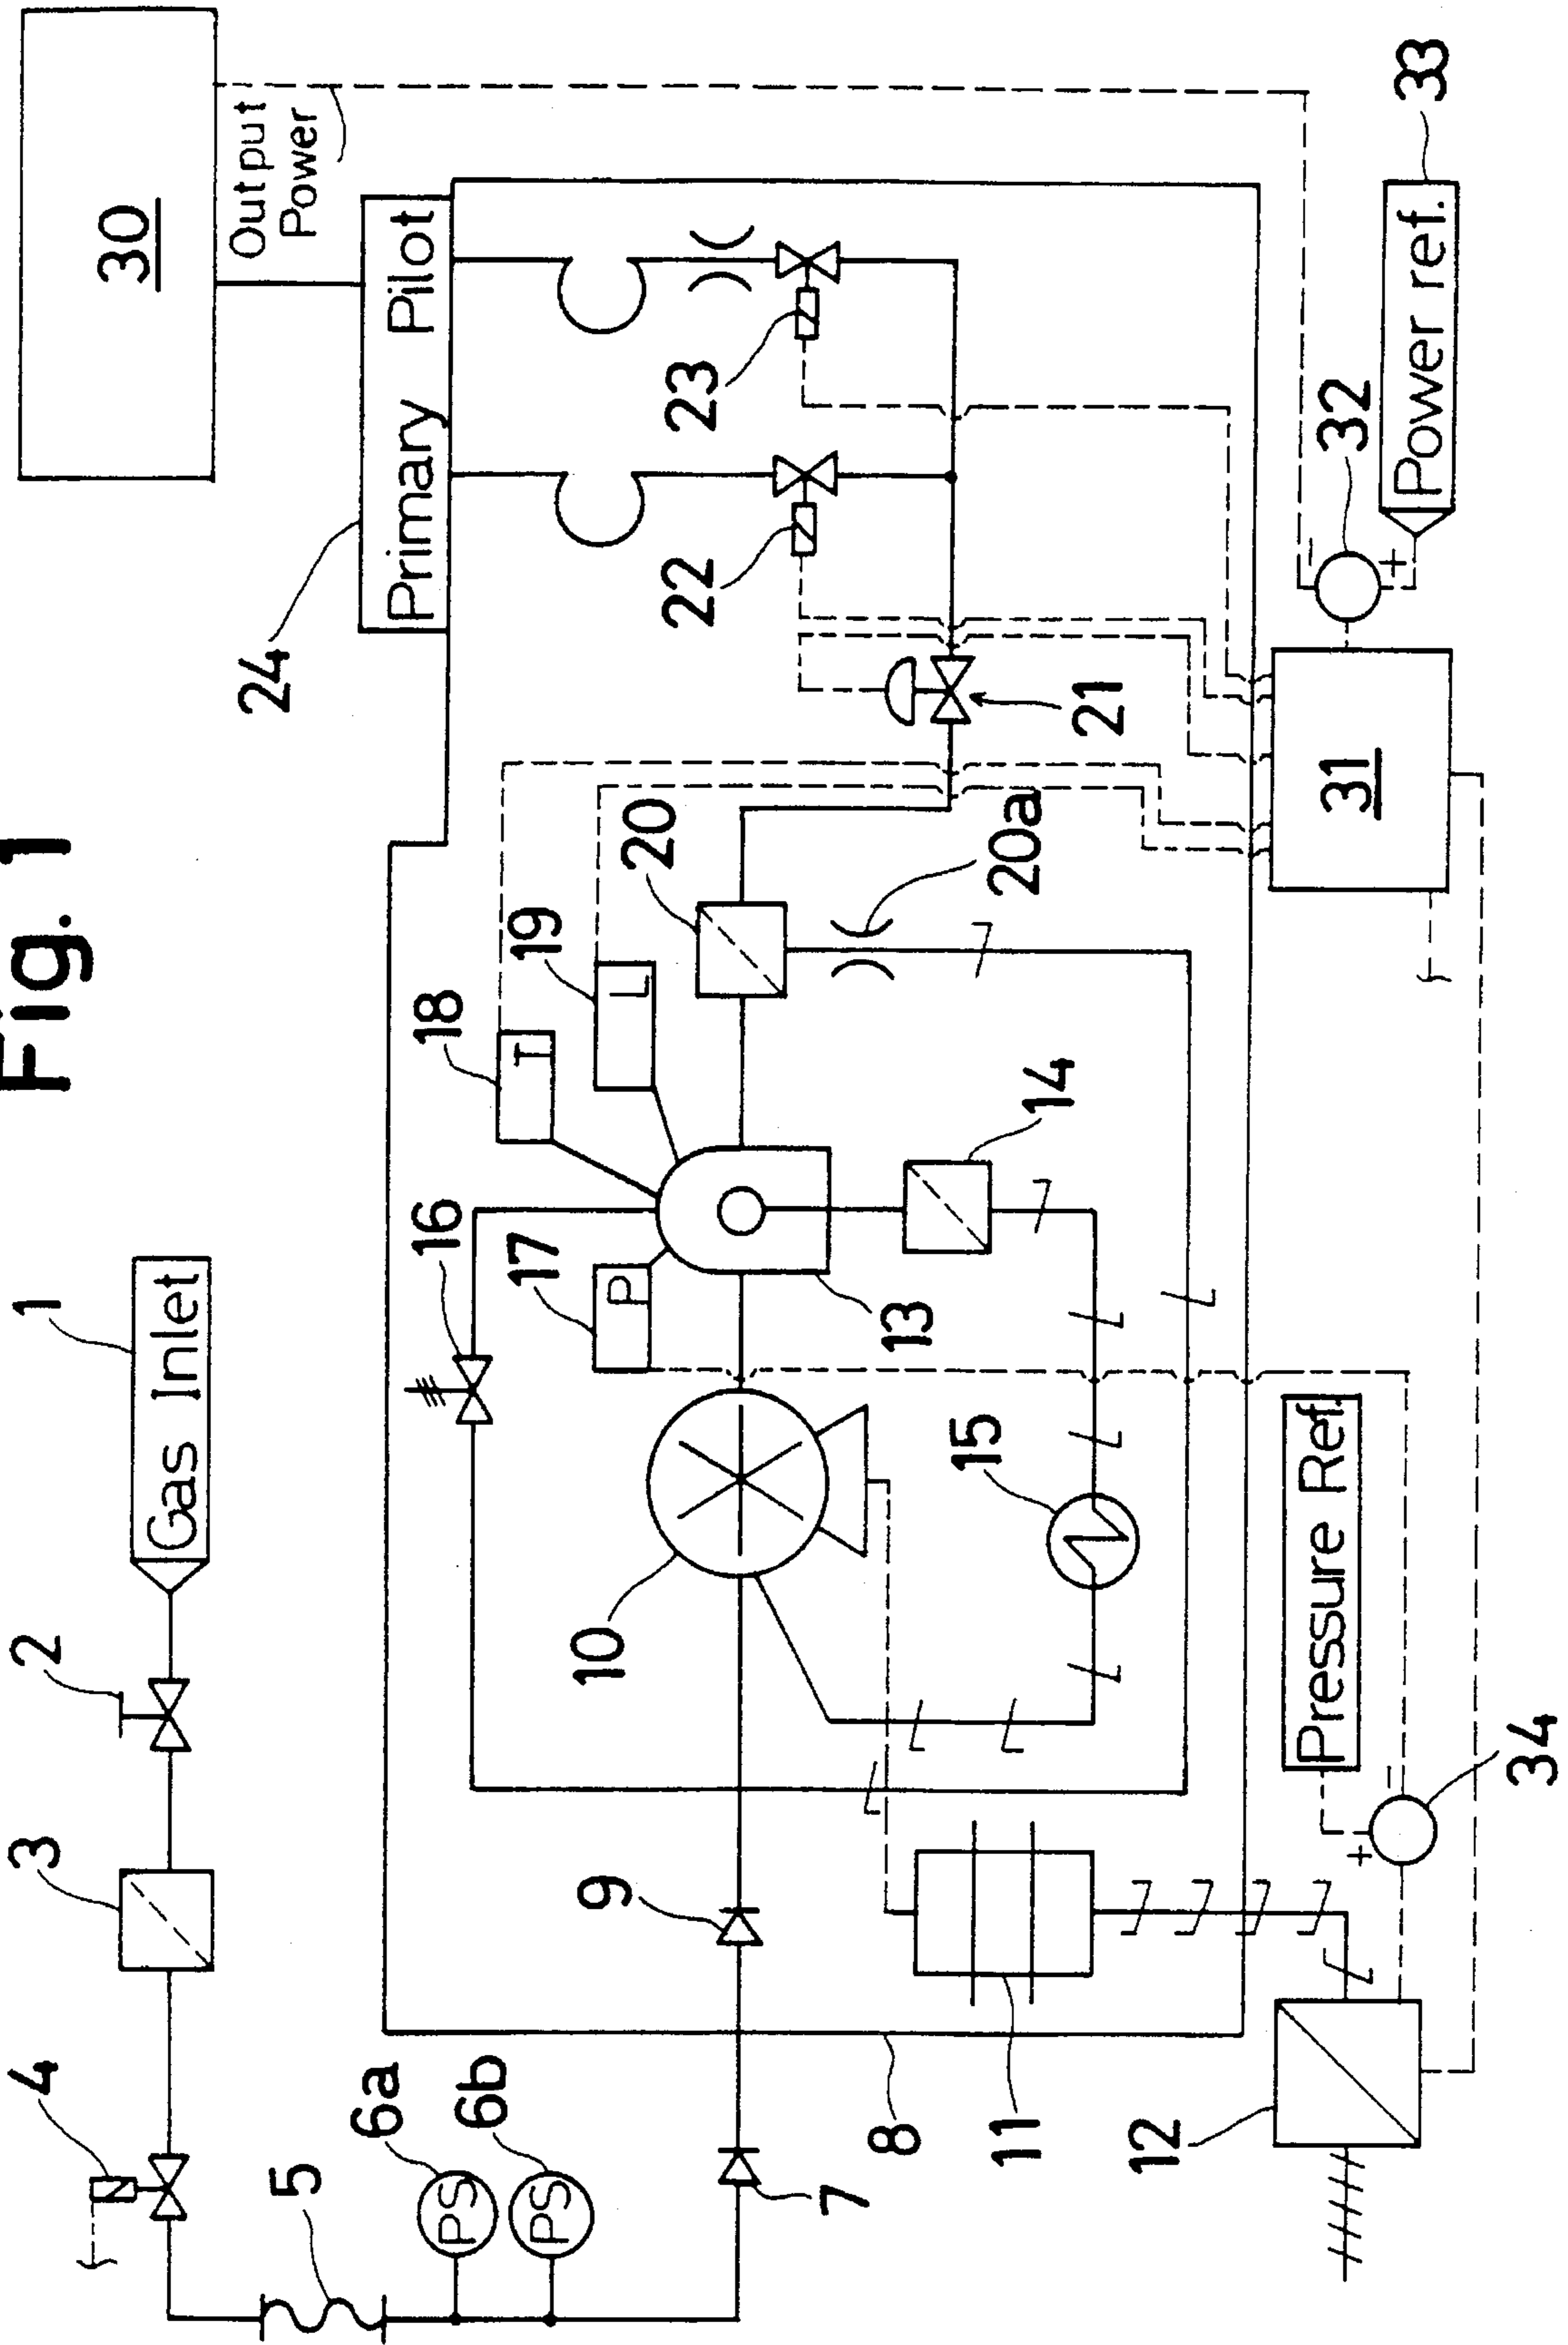 Fig. 1
1
Gas Inlet
2
3
4
5
6a
PS
6b
PS
7
8
9
10
11
12
13
14
15
16
17
P
18
T
19
L
20
20a
21
22
23
24
Primary Pilot
30
Output
Power
31
32
+
-
33
Power ref.
Pressure Ref.
+
-
34